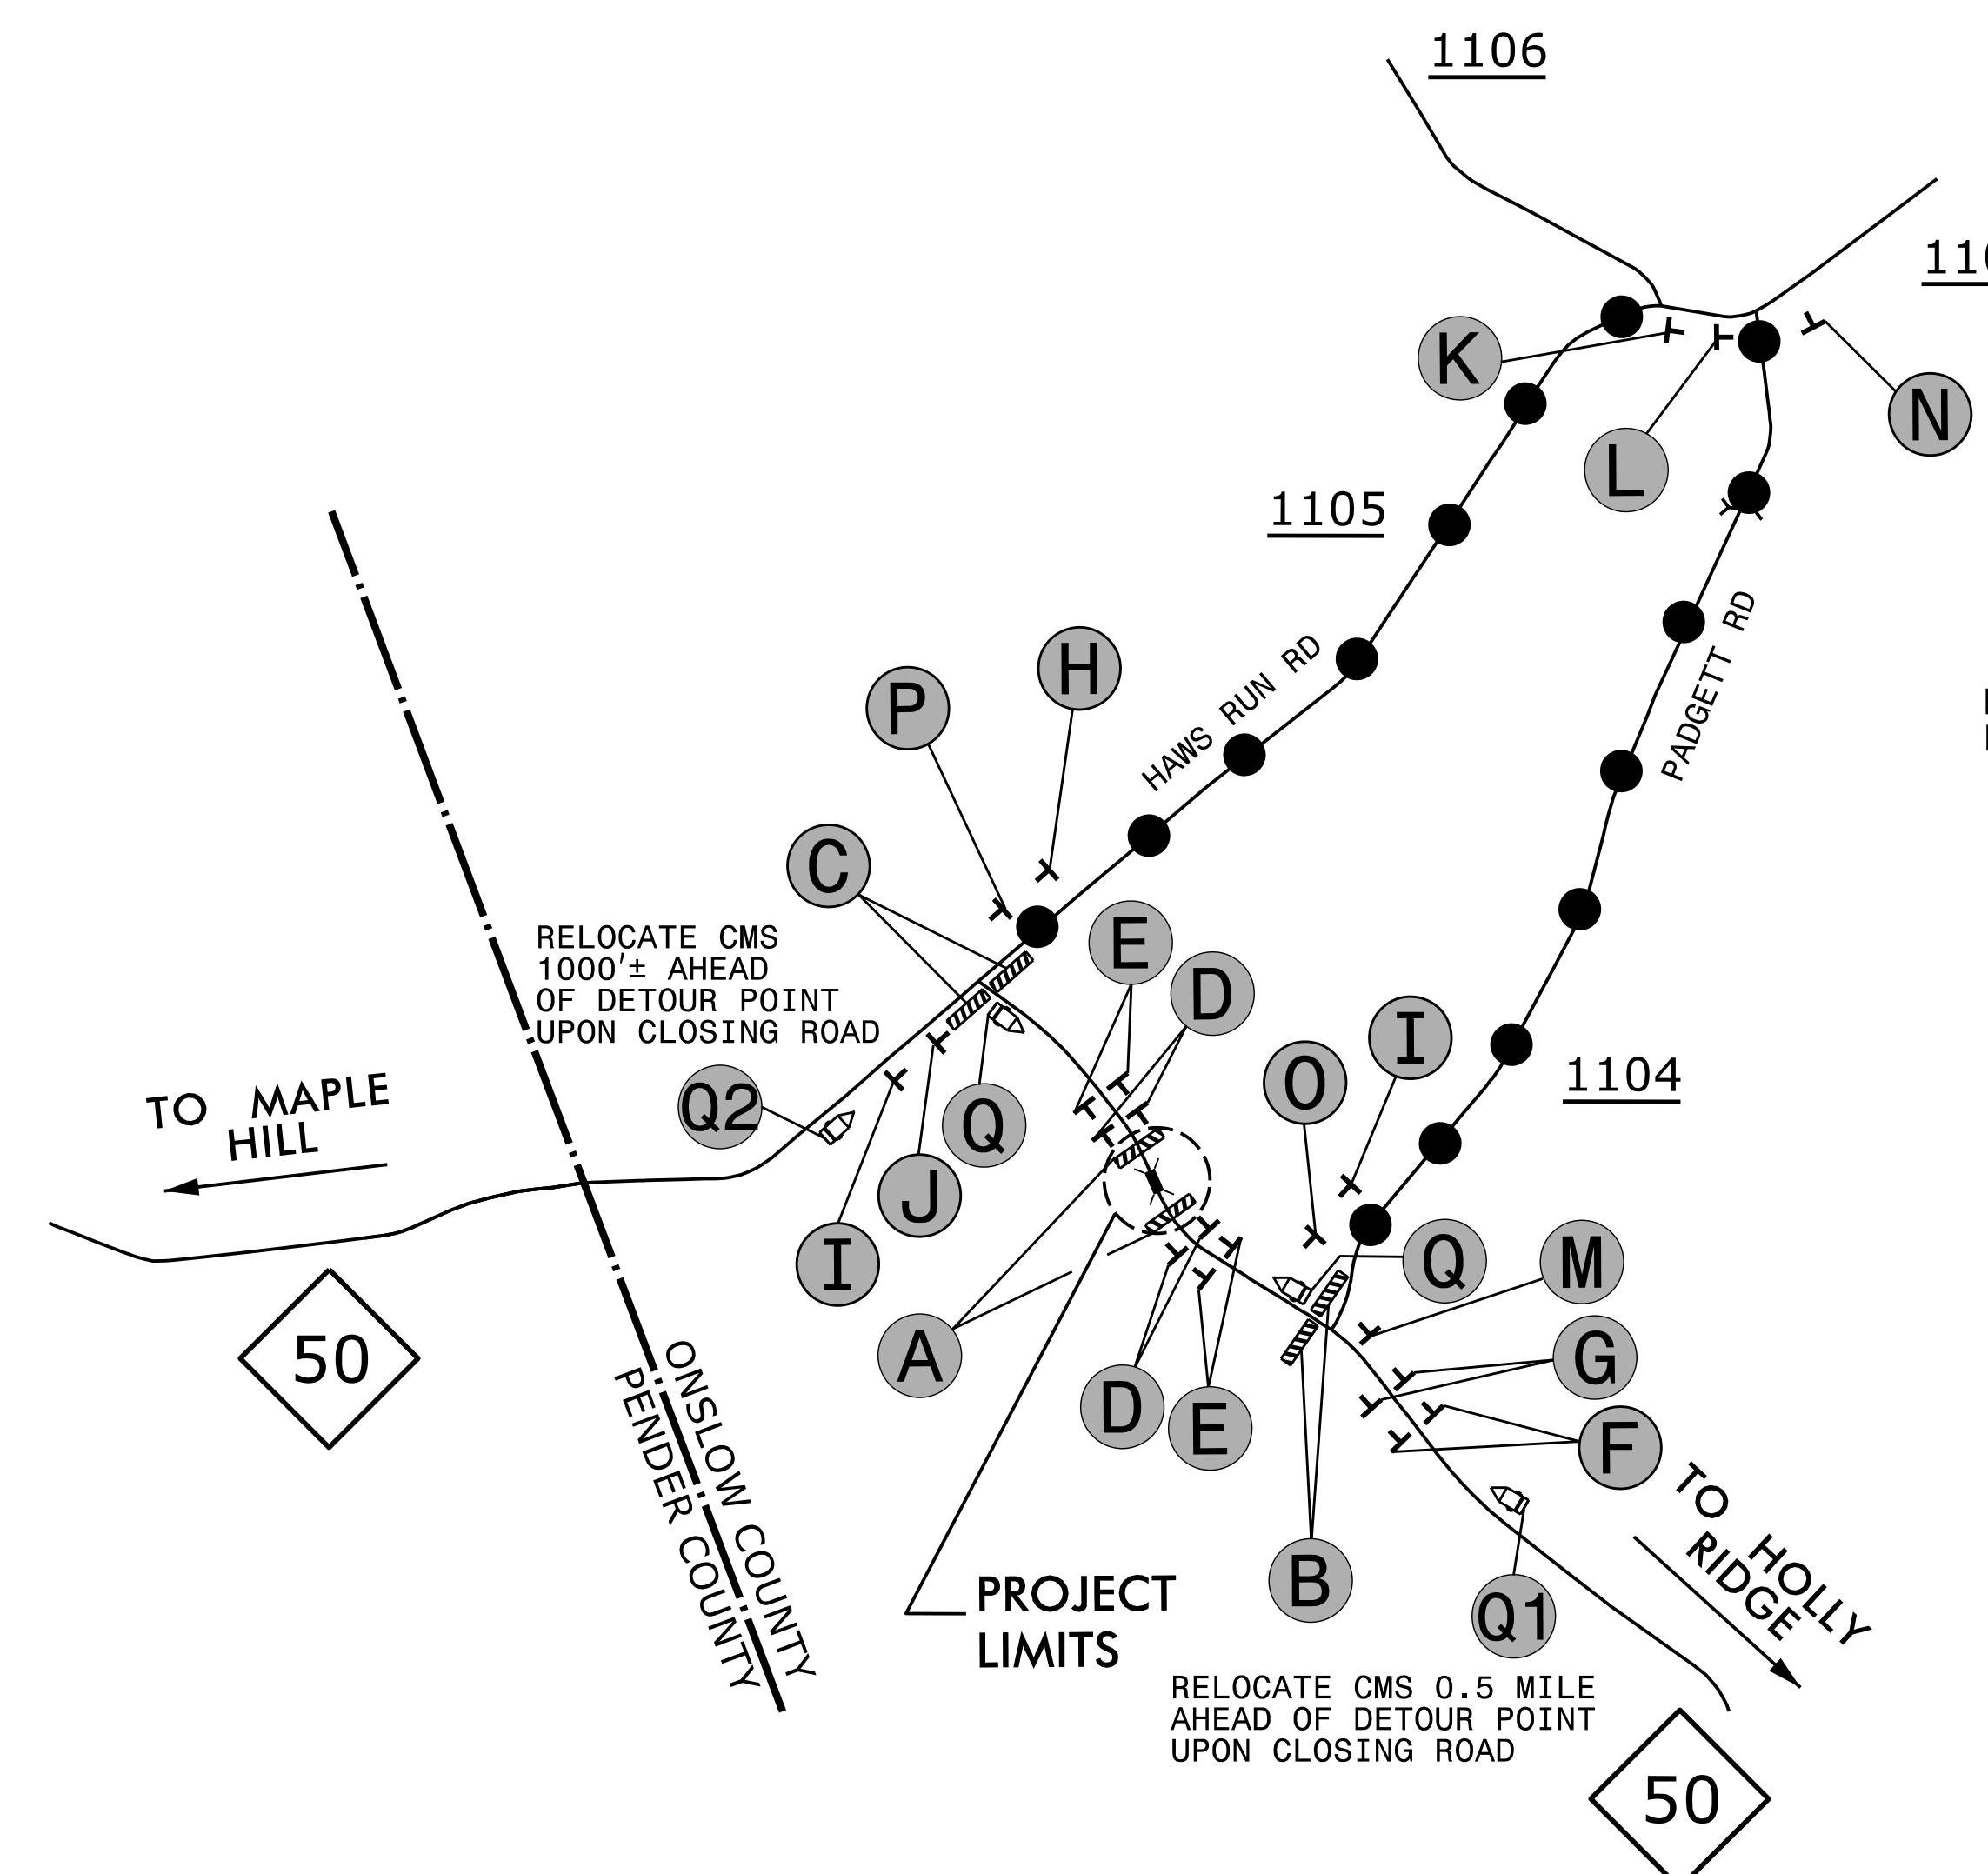 1106
110
K
L
N
1105
H
P
HAWS RUN RD
PADGETT RD
C
E
D
RELOCATE CMS
1000'± AHEAD
OF DETOUR POINT
UPON CLOSING ROAD
O
I
1104
TO MAPLE
HILL
Q2
Q
J
I
Q
M
A
G
D
E
F
50
ONSLOW COUNTY
PENDER COUNTY
B
Q1
TO HOLLY
RIDGE
PROJECT
LIMITS
RELOCATE CMS 0.5 MILE
AHEAD OF DETOUR POINT
UPON CLOSING ROAD
50